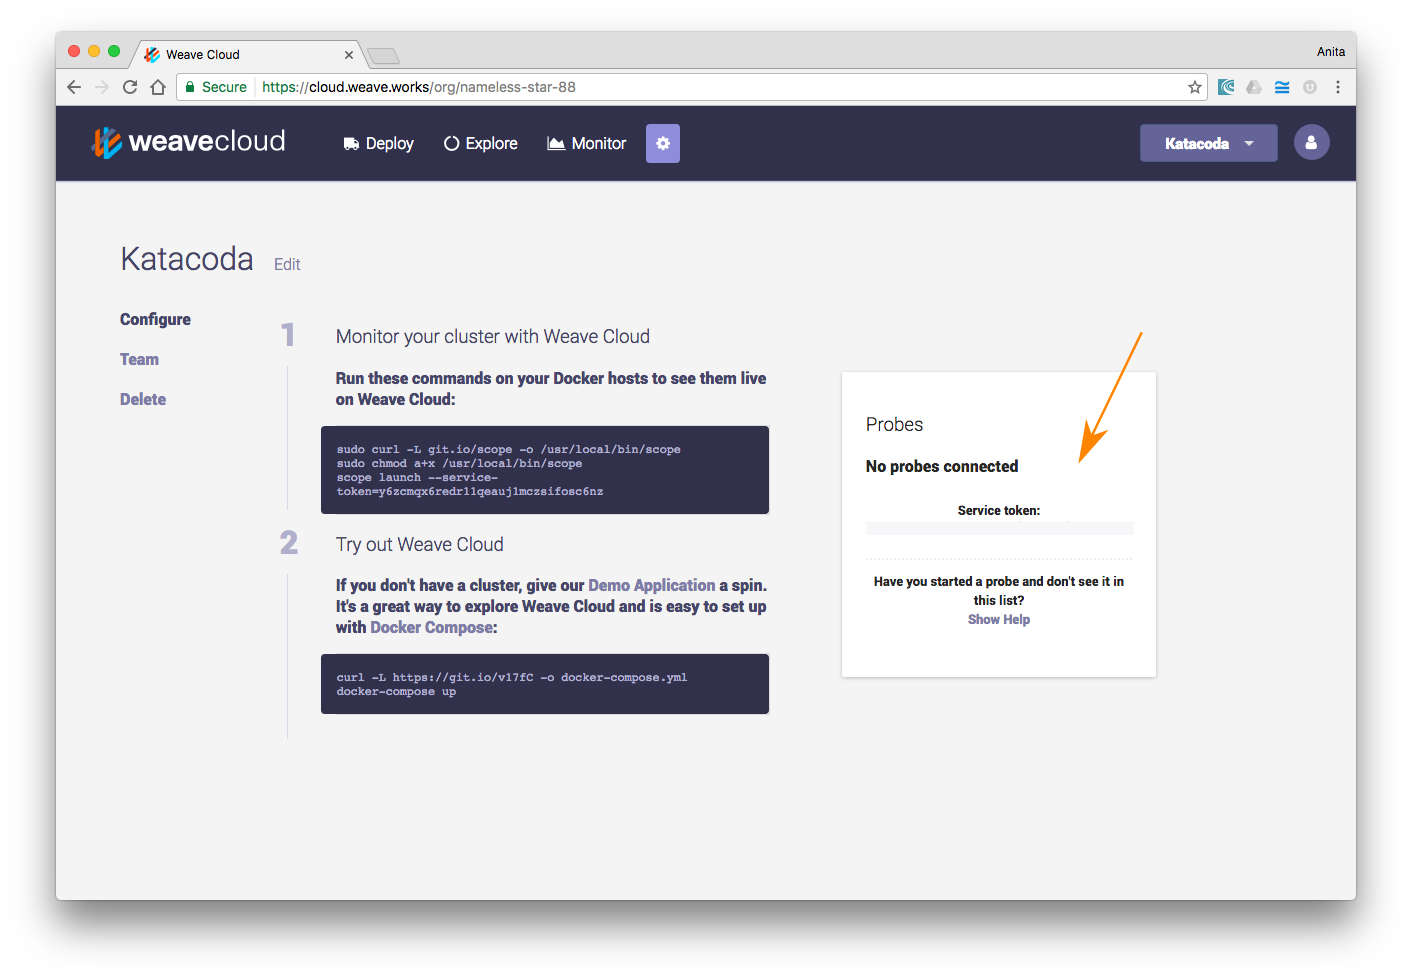 Weave Cloud
Anita
Secure https://cloud.weave.works/org/nameless-star-88
weavecloud Deploy Explore Monitor Katacoda
Katacoda Edit
Configure
Team
Delete
1 Monitor your cluster with Weave Cloud
Run these commands on your Docker hosts to see them live
on Weave Cloud:
sudo curl -L git.io/scope -o /usr/local/bin/scope
sudo chmod a+x /usr/local/bin/scope
scope launch --service-
token=y6zcmqx6redr11qeauj1mczsifosc6nz
2 Try out Weave Cloud
If you don't have a cluster, give our Demo Application a spin.
It's a great way to explore Weave Cloud and is easy to set up
with Docker Compose:
curl -L https://git.io/v17fC -o docker-compose.yml
docker-compose up
Probes
No probes connected
Service token:
Have you started a probe and don't see it in
this list?
Show Help